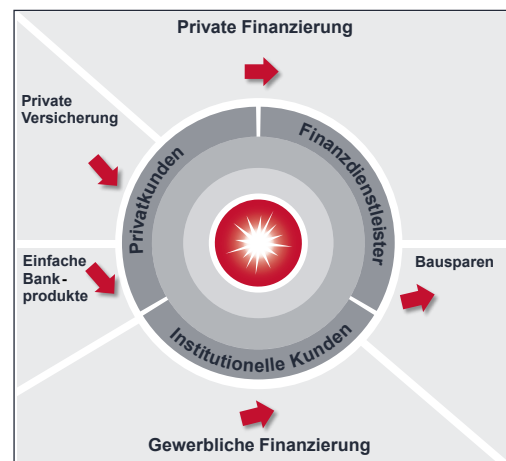 Private Finanzierung
Private
Versicherung
Privatkunden
Finanzdienstleister
Einfache
Bank-
produkte
Bausparen
Institutionelle Kunden
Gewerbliche Finanzierung